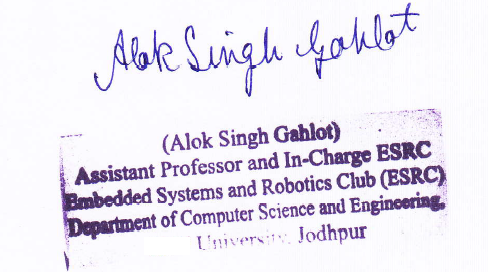 Alok Singh Gahlot
(Alok Singh Gahlot)
Assistant Professor and In-Charge ESRC
Embedded Systems and Robotics Club (ESRC)
Department of Computer Science and Engineering,
University, Jodhpur